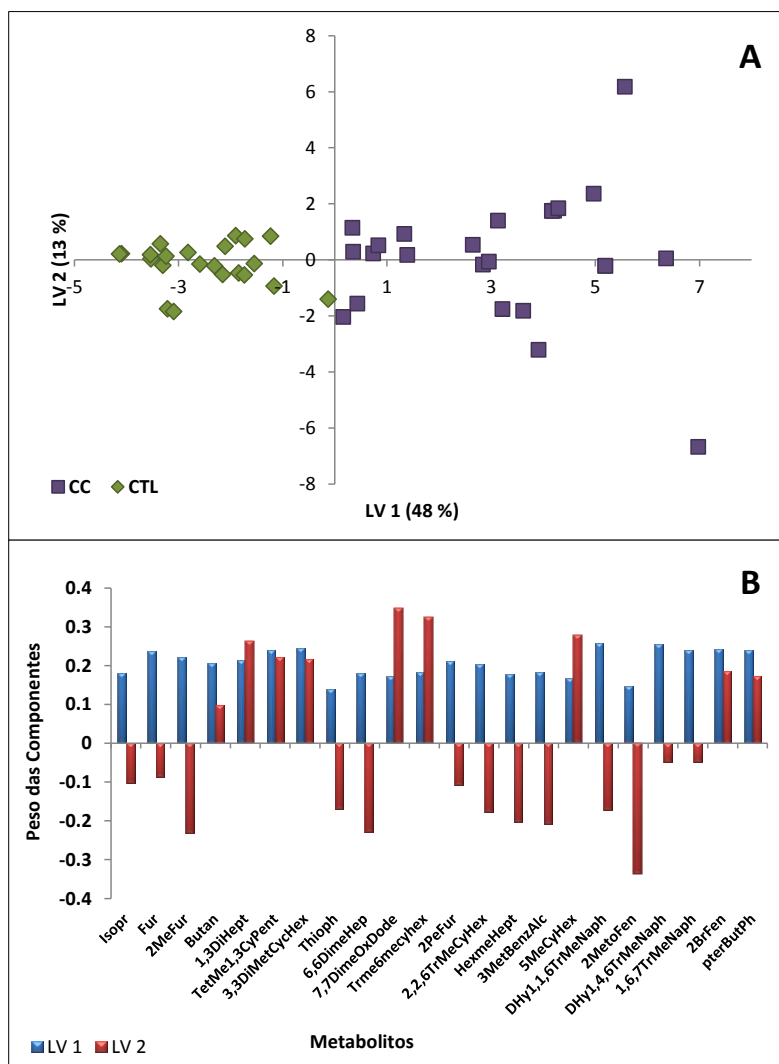 A
8
6
4
2
0
-2
-4
-6
-8
-5
-3
-1
1
3
5
7
LV 2 (13 %)
LV 1 (48 %)
CC
CTL
B
0.4
0.3
0.2
0.1
0
-0.1
-0.2
-0.3
-0.4
Peso das Componentes
Isopr
Fur
2MeFur
Butan
1,3DiHept
TetMe1,3CyPent
3,3DiMetCycHex
Thioph
6,6DimeHep
7,7DimeOxDode
Trme6mecyhex
2PeFur
2,2,6TrMeCyHex
HexmeHept
3MetBenzAlc
5MeCyHex
DHy1,1,6TrMeNaph
2MetoFen
DHy1,4,6TrMeNaph
1,6,7TrMeNaph
2BrFen
pterButPh
Metabolitos
LV 1
LV 2